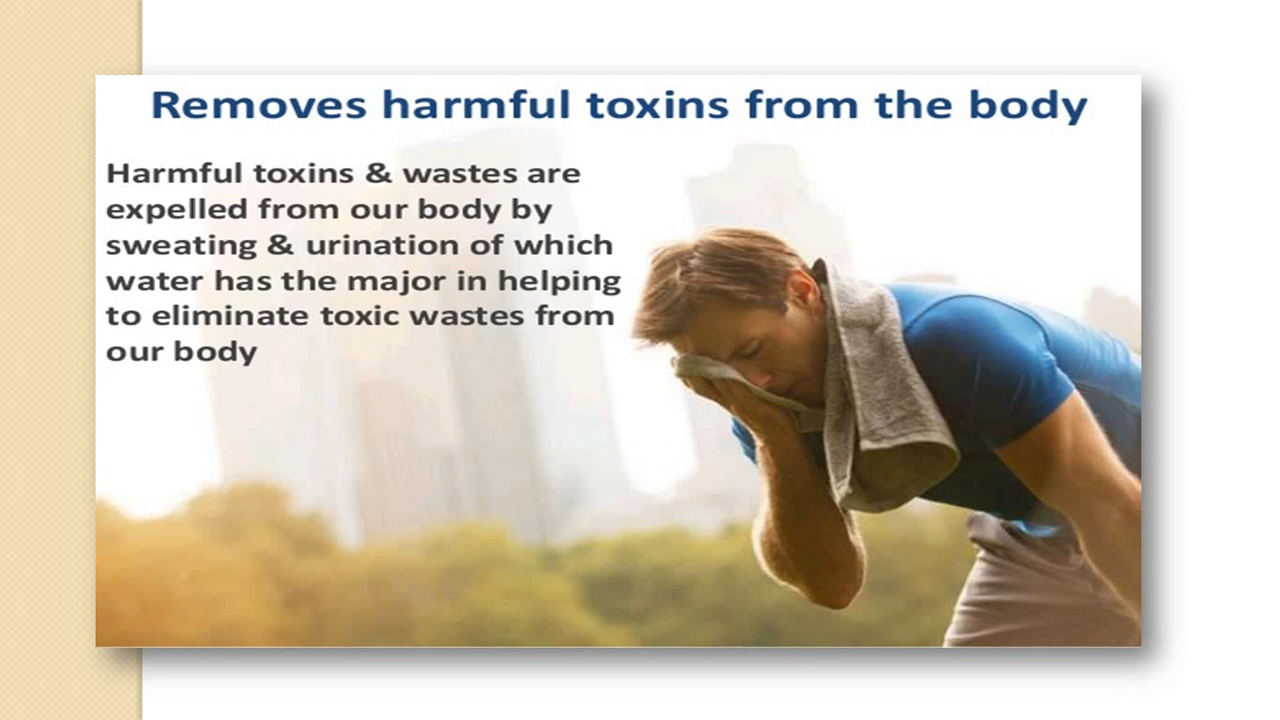 Removes harmful toxins from the body
Harmful toxins & wastes are
expelled from our body by
sweating & urination of which
water has the major in helping
to eliminate toxic wastes from
our body